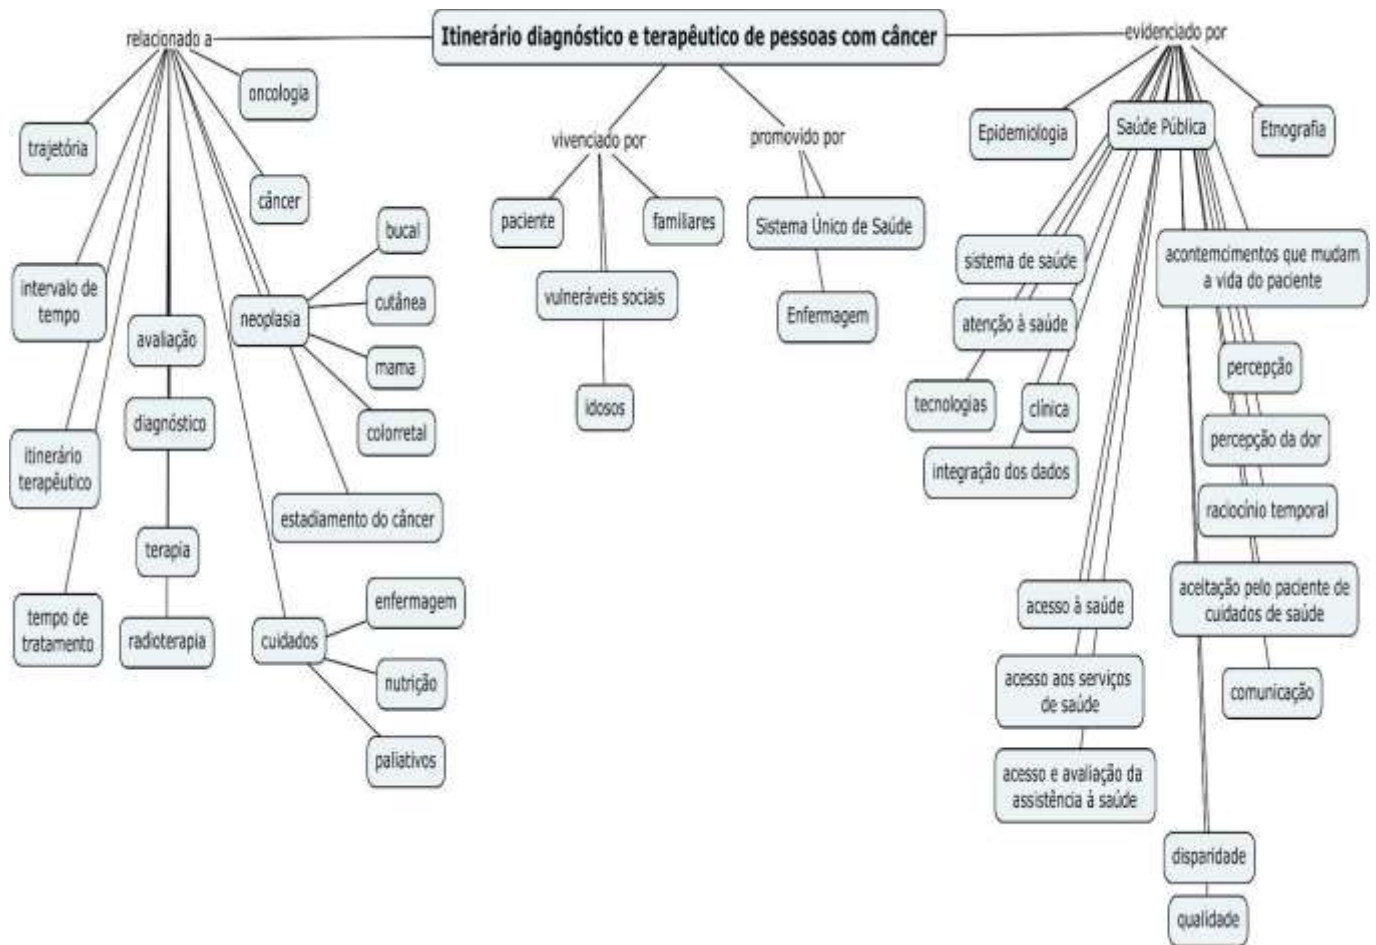 Itinerário diagnóstico e terapêutico de pessoas com câncer
relacionado a
oncologia
trajetória
câncer
intervalo de
tempo
avaliação
neoplasia
bucal
cutânea
mama
colorretal
itinerário
terapêutico
diagnóstico
estadiamento do câncer
terapia
tempo de
tratamento
radioterapia
cuidados
enfermagem
nutrição
paliativos
vivenciado por
paciente
familiares
vulneráveis sociais
idosos
promovido por
Sistema Único de Saúde
Enfermagem
evidenciado por
Epidemiologia
Saúde Pública
Etnografia
sistema de saúde
atenção à saúde
tecnologias
clínica
integração dos dados
acesso à saúde
acesso aos serviços
de saúde
acesso e avaliação da
assistência à saúde
acontemcimentos que mudam
a vida do paciente
percepção
percepção da dor
raciocínio temporal
aceitação pelo paciente de
cuidados de saúde
comunicação
disparidade
qualidade